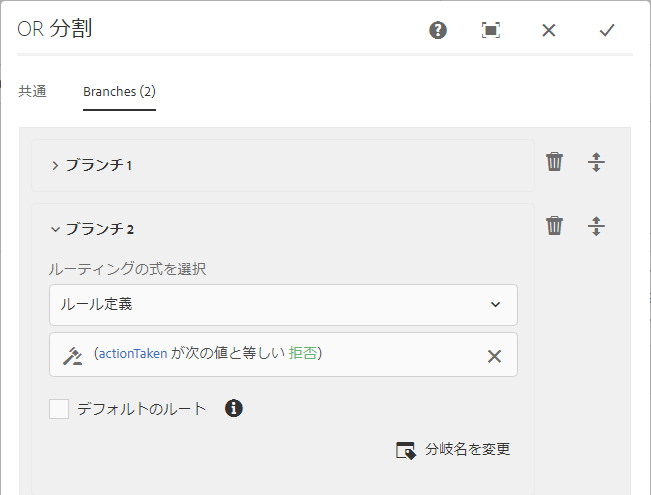 OR 分割
共通 Branches (2)
ブランチ 1
ブランチ 2
ルーティングの式を選択
ルール定義
(actionTaken が次の値と等しい 拒否)
デフォルトのルート
分岐名を変更